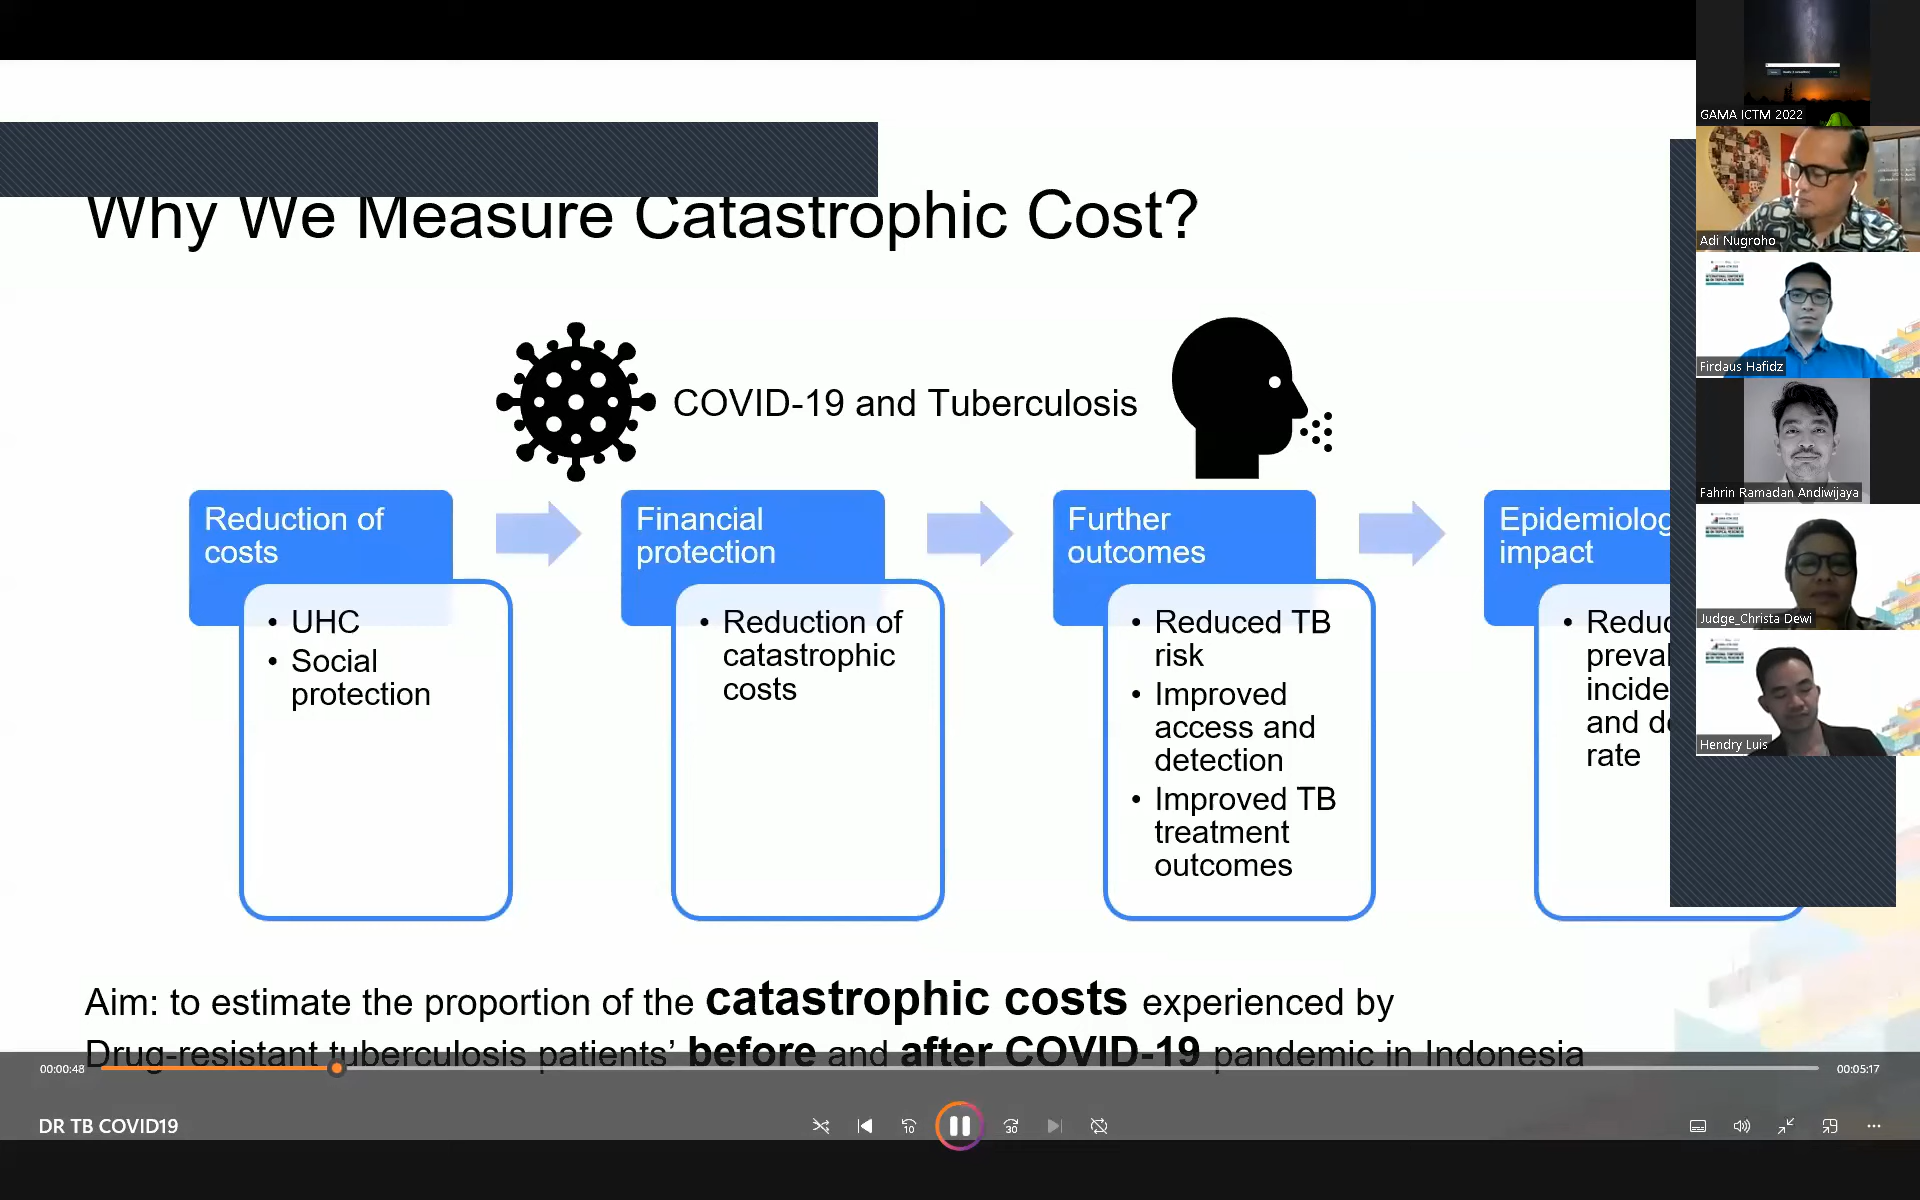 Why We Measure Catastrophic Cost?
COVID-19 and Tuberculosis
Reduction of
costs
• UHC
• Social
protection
Financial
protection
• Reduction of
catastrophic
costs
Further
outcomes
• Reduced TB
risk
• Improved
access and
detection
• Improved TB
treatment
outcomes
Epidemiolog
impact
• Reduc
preval
incide
and de
rate
Aim: to estimate the proportion of the catastrophic costs experienced by
Drug-resistant tuberculosis patients’ before and after COVID-19 pandemic in Indonesia
GAMA ICTM 2022
Adi Nugroho
Firdaus Hafidz
Fahrin Ramadan Andiwijaya
Judge_Christa Dewi
Hendry Luis
00:00:48
00:05:17
DR TB COVID19
10
30